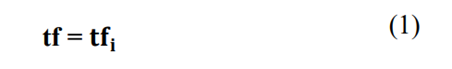 tf = tfi (1)